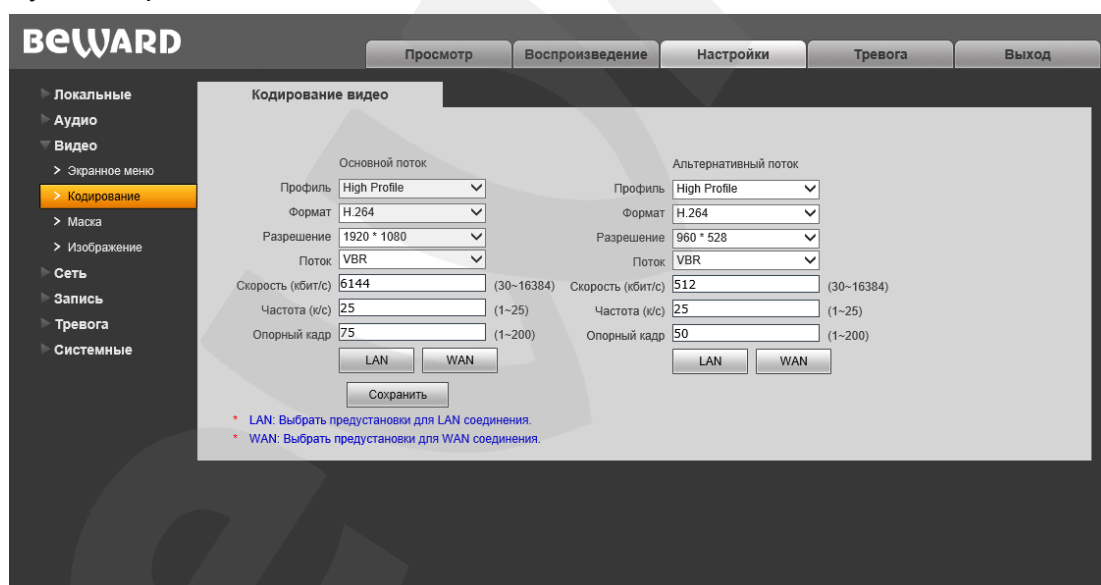 BEWARD
Просмотр Воспроизведение Настройки Тревога Выход
Локальные
Аудио
Видео
> Экранное меню
> Кодирование
> Маска
> Изображение
Сеть
Запись
Тревога
Системные
Кодирование видео
Основной поток Альтернативный поток
Профиль High Profile Профиль High Profile
Формат H.264 Формат H.264
Разрешение 1920 * 1080 Разрешение 960 * 528
Поток VBR Поток VBR
Скорость (кбит/с) 6144 (30~16384) Скорость (кбит/с) 512 (30~16384)
Частота (к/с) 25 (1~25) Частота (к/с) 25 (1~25)
Опорный кадр 75 (1~200) Опорный кадр 50 (1~200)
LAN WAN LAN WAN
Сохранить
* LAN: Выбрать предустановки для LAN соединения.
* WAN: Выбрать предустановки для WAN соединения.